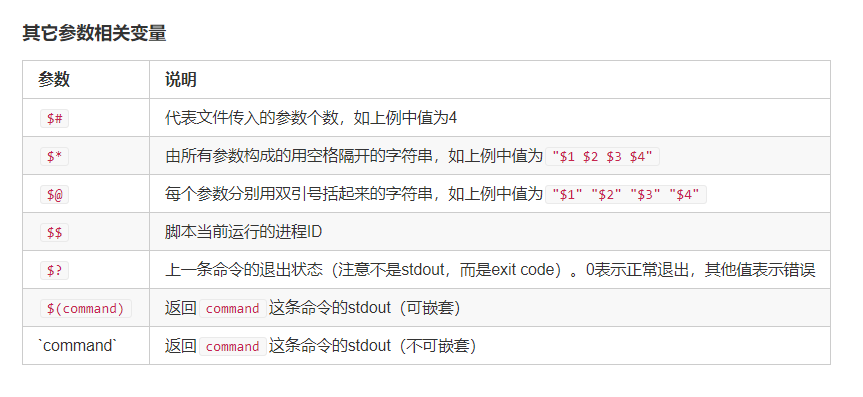 其它参数相关变量
参数 说明
$# 代表文件传入的参数个数，如上例中值为4
$* 由所有参数构成的用空格隔开的字符串，如上例中值为 "$1 $2 $3 $4"
$@ 每个参数分别用双引号括起来的字符串，如上例中值为 "$1" "$2" "$3" "$4"
$$ 脚本当前运行的进程ID
$? 上一条命令的退出状态（注意不是stdout，而是exit code）。0表示正常退出，其他值表示错误
$(command) 返回 command 这条命令的stdout（可嵌套）
`command` 返回 command 这条命令的stdout（不可嵌套）